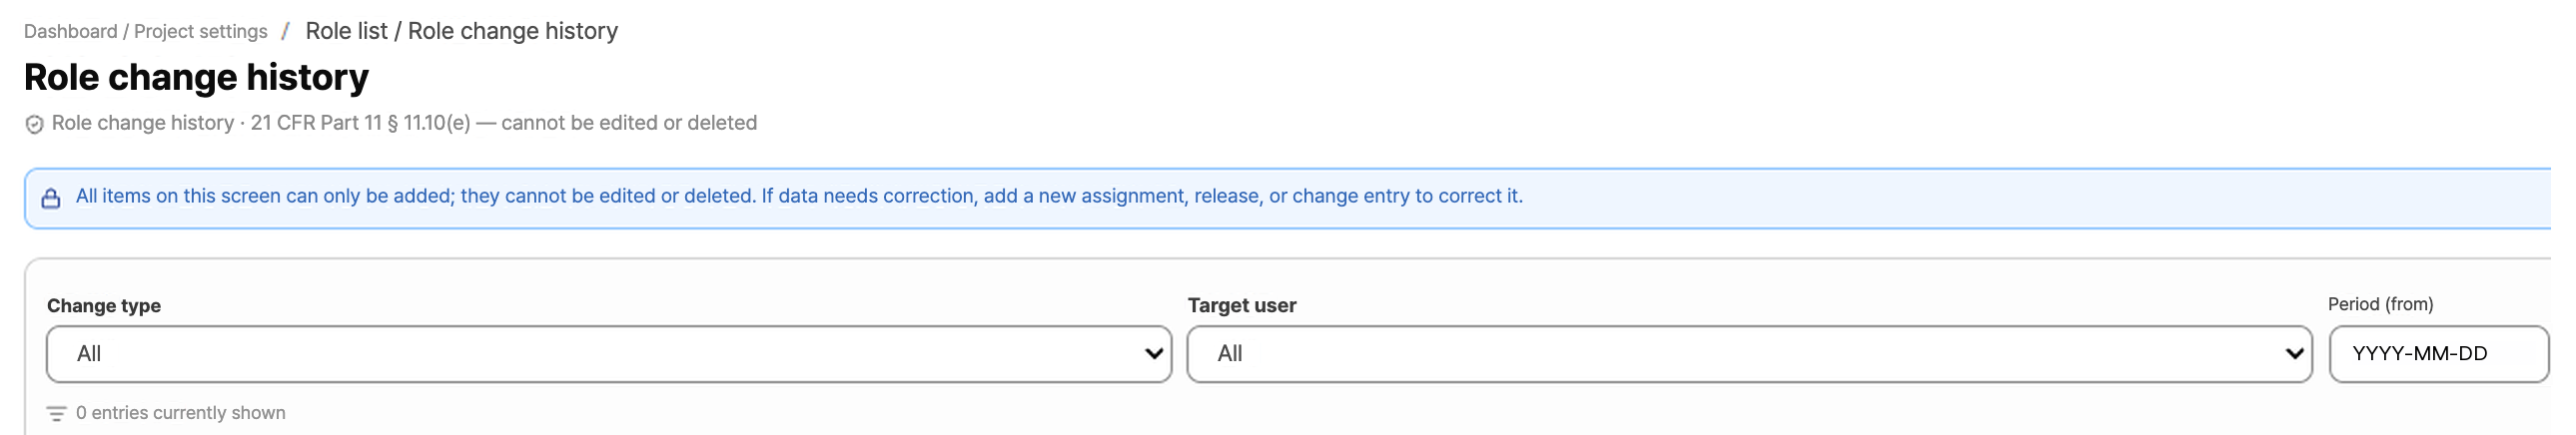 Dashboard / Project settings / Role list / Role change history
Role change history
Role change history · 21 CFR Part 11 § 11.10(e) — cannot be edited or deleted
All items on this screen can only be added; they cannot be edited or deleted. If data needs correction, add a new assignment, release, or change entry to correct it.
Change type Target user Period (from)
All All YYYY-MM-DD
0 entries currently shown